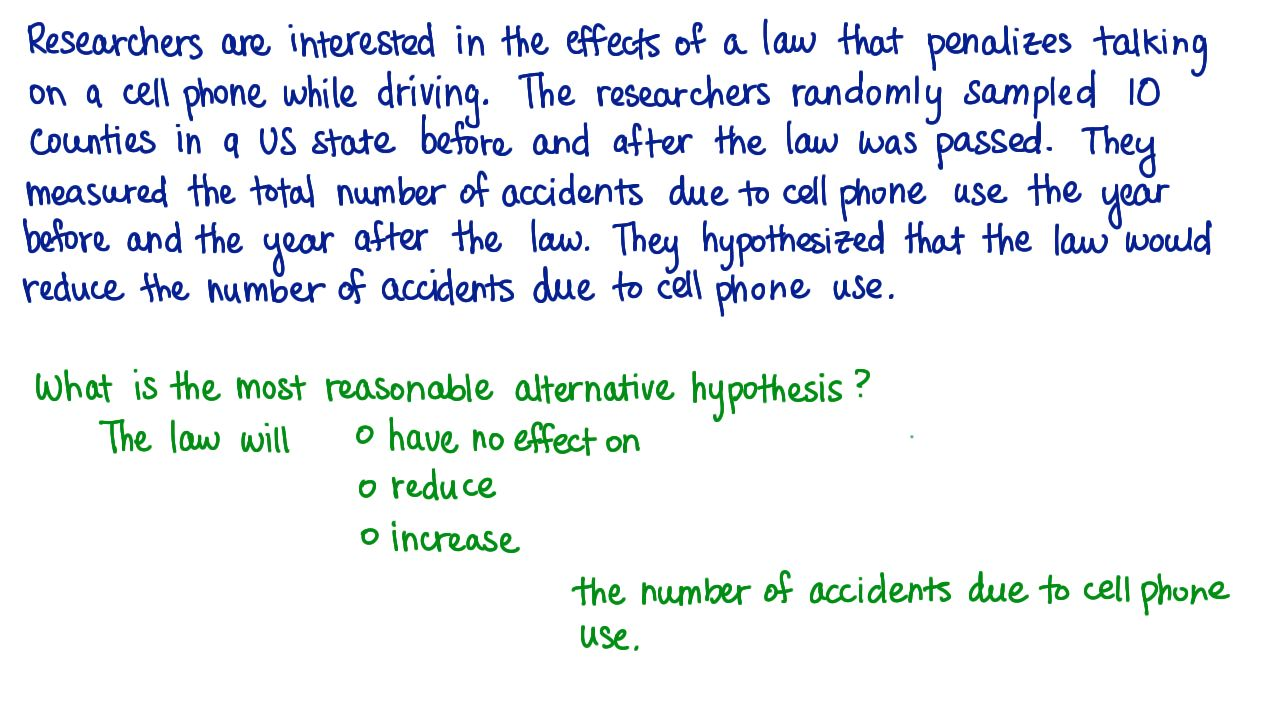 Researchers are interested in the effects of a law that penalizes talking
on a cell phone while driving. The researchers randomly sampled 10
counties in a US state before and after the law was passed. They
measured the total number of accidents due to cell phone use the year
before and the year after the law. They hypothesized that the law would
reduce the number of accidents due to cell phone use.
What is the most reasonable alternative hypothesis?
The law will o have no effect on
o reduce
o increase
the number of accidents due to cell phone
use.